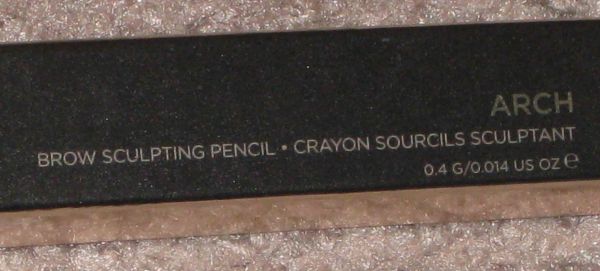 ARCH
BROW SCULPTING PENCIL • CRAYON SOURCILS SCULPTANT
0.4 G/0.014 US OZ ℮